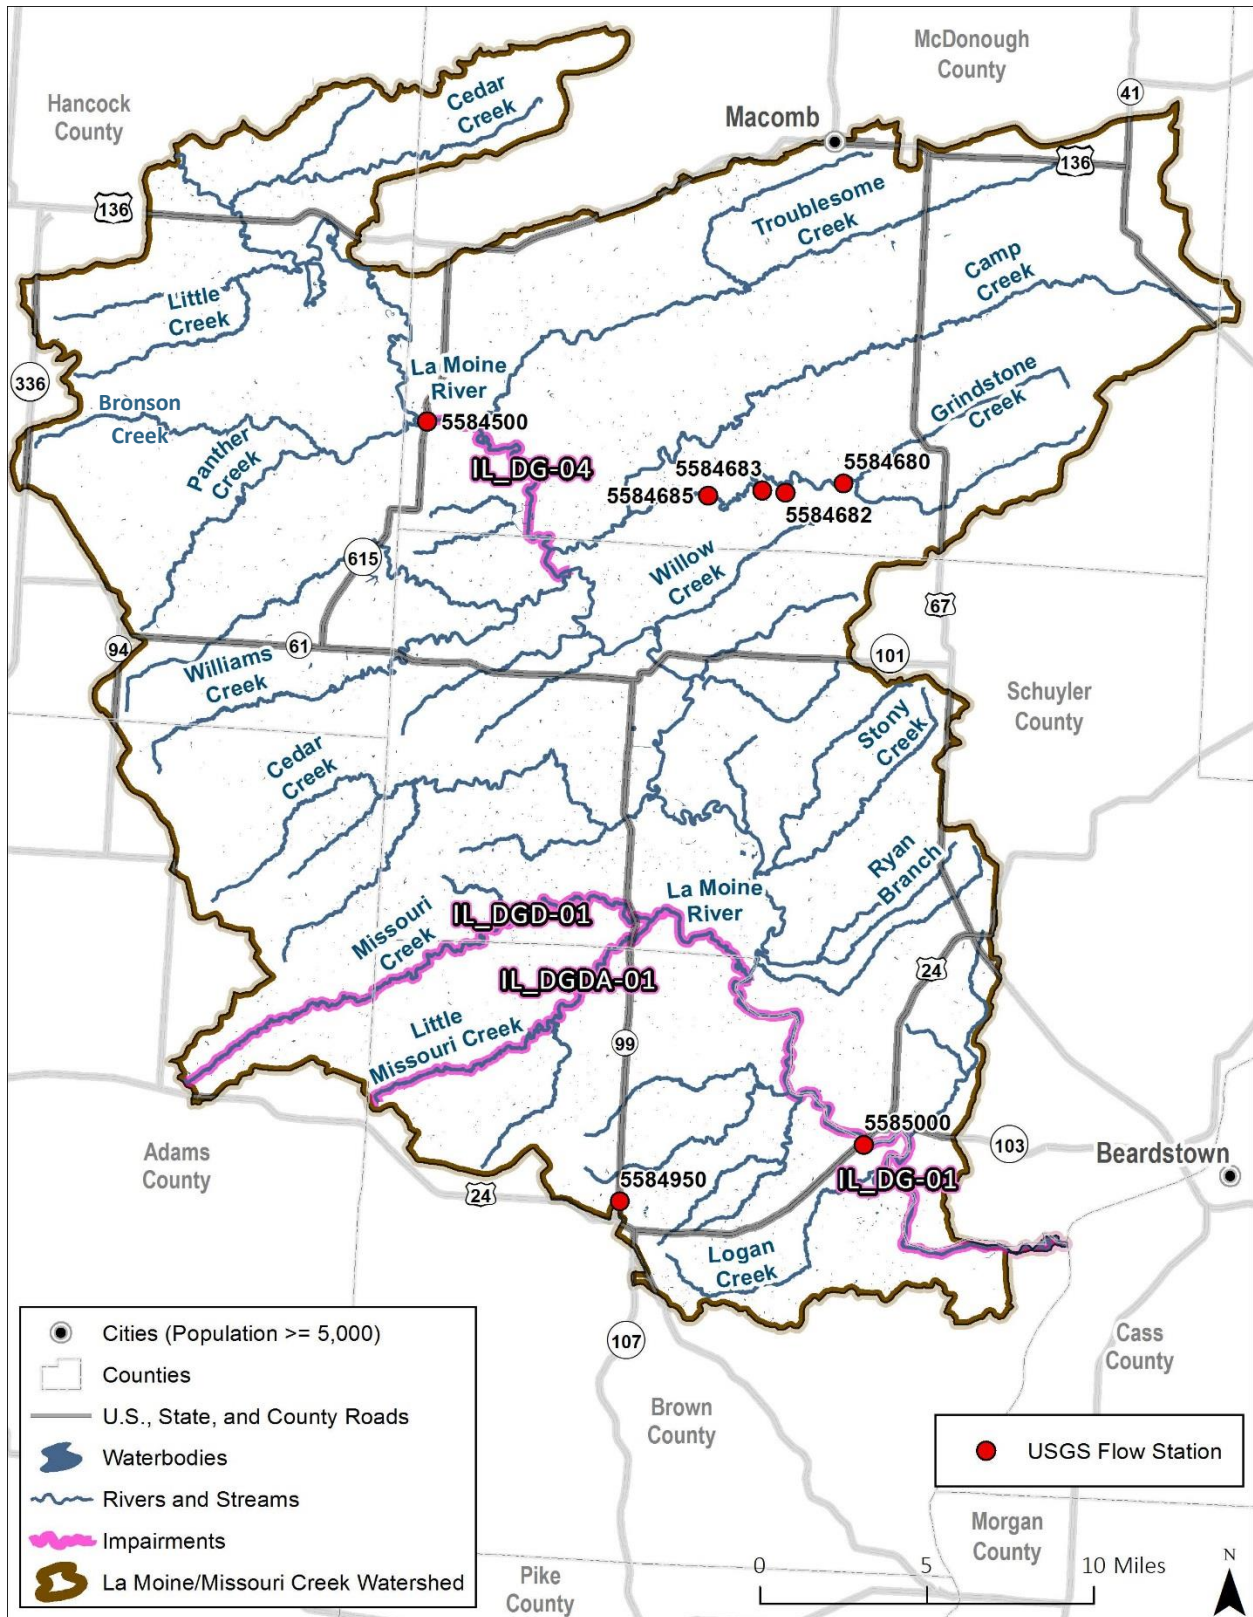 McDonough
County
Hancock
County
Cedar
Creek
41
Macomb
136
136
Troublesome
Creek
Camp
Creek
Little
Creek
336
La Moine
River
Grindstone
Creek
Bronson
Creek
Panther
Creek
5584500
IL_DG-04
5584683
5584680
5584685
5584682
615
Willow
Creek
67
94
61
101
Williams
Creek
Schuyler
County
Stony
Creek
Cedar
Creek
Ryan
Branch
La Moine
River
IL_DGD-01
Missouri
Creek
24
IL_DGDA-01
Little
Missouri Creek
99
5585000
103
Adams
County
Beardstown
5584950
24
IL_DG-01
Logan
Creek
107
Cass
County
Brown
County
Cities (Population >= 5,000)
Counties
U.S., State, and County Roads
Waterbodies
Rivers and Streams
Impairments
La Moine/Missouri Creek Watershed
USGS Flow Station
Morgan
County
Pike
County
0 5 10 Miles
N